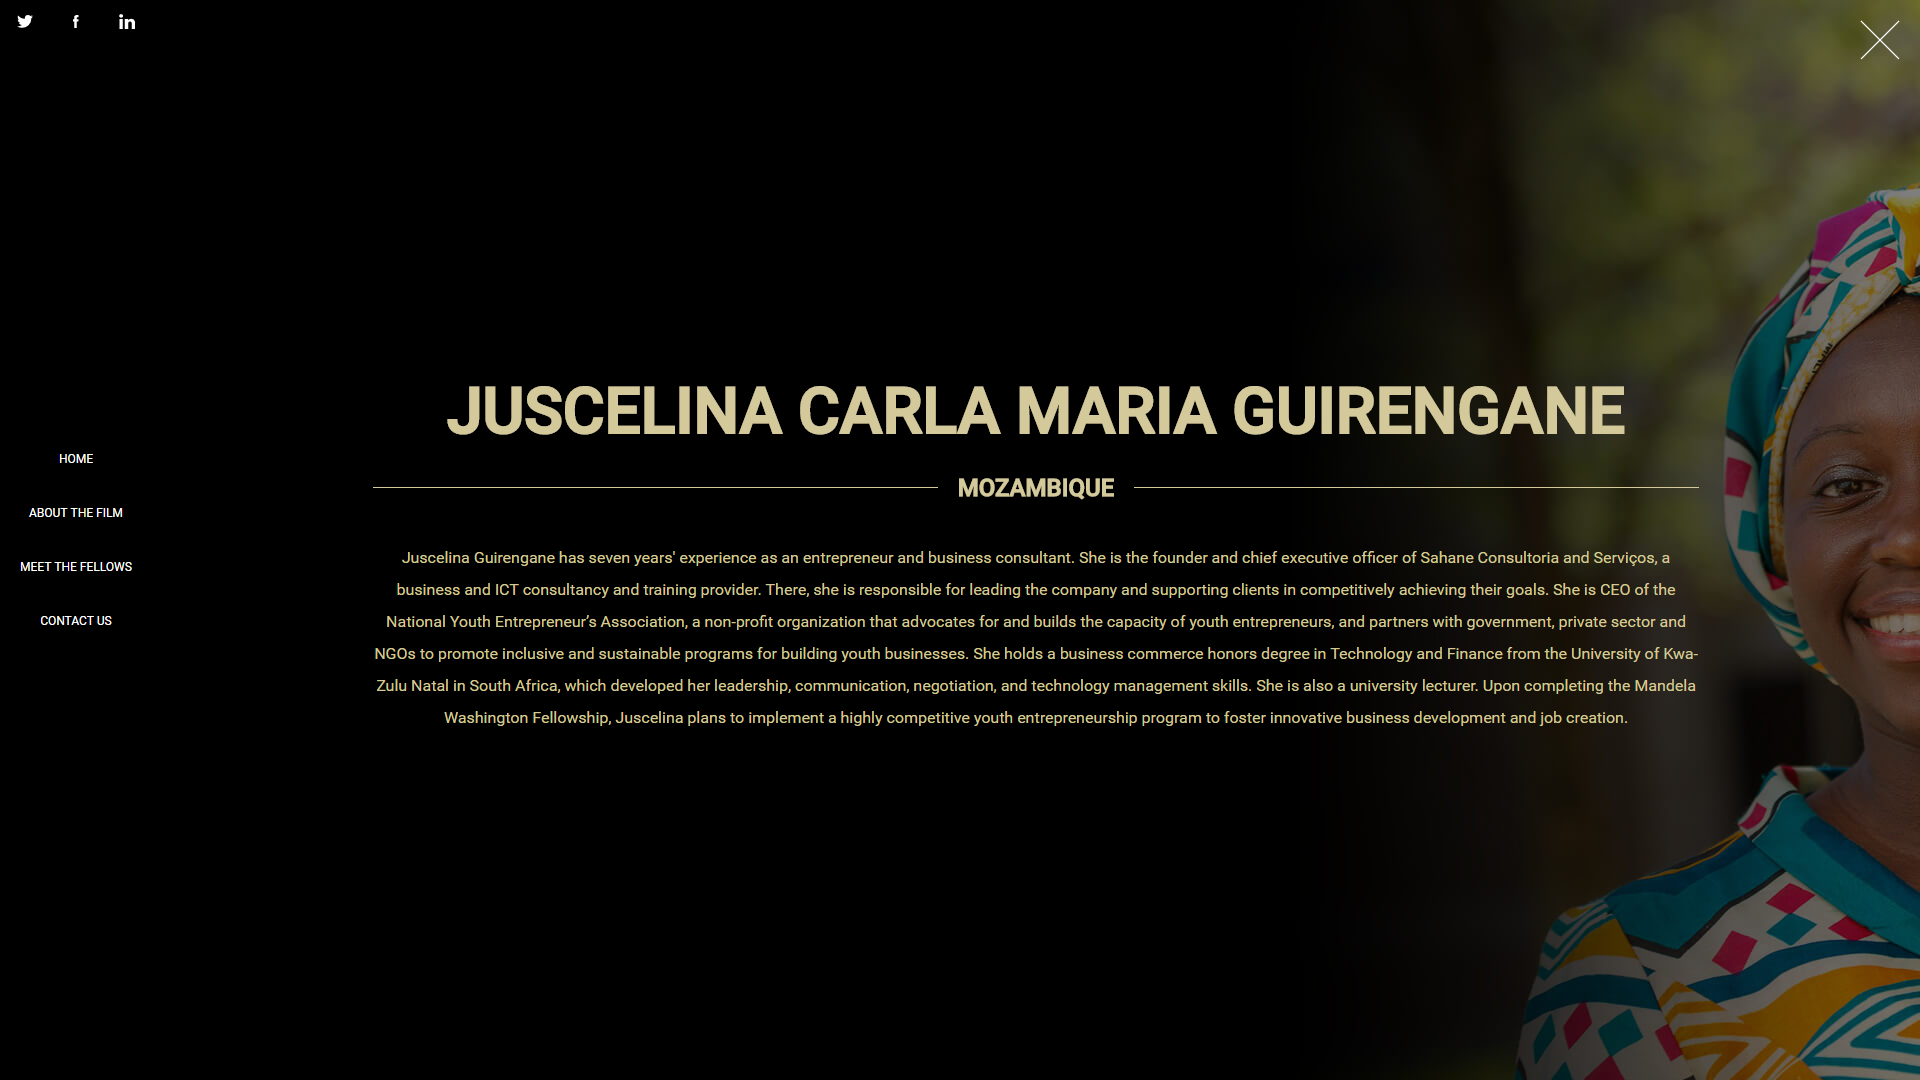 HOME
ABOUT THE FILM
MEET THE FELLOWS
CONTACT US
JUSCELINA CARLA MARIA GUIRENGANE
MOZAMBIQUE
Juscelina Guirengane has seven years' experience as an entrepreneur and business consultant. She is the founder and chief executive officer of Sahane Consultoria and Serviços, a
business and ICT consultancy and training provider. There, she is responsible for leading the company and supporting clients in competitively achieving their goals. She is CEO of the
National Youth Entrepreneur’s Association, a non-profit organization that advocates for and builds the capacity of youth entrepreneurs, and partners with government, private sector and
NGOs to promote inclusive and sustainable programs for building youth businesses. She holds a business commerce honors degree in Technology and Finance from the University of Kwa-
Zulu Natal in South Africa, which developed her leadership, communication, negotiation, and technology management skills. She is also a university lecturer. Upon completing the Mandela
Washington Fellowship, Juscelina plans to implement a highly competitive youth entrepreneurship program to foster innovative business development and job creation.